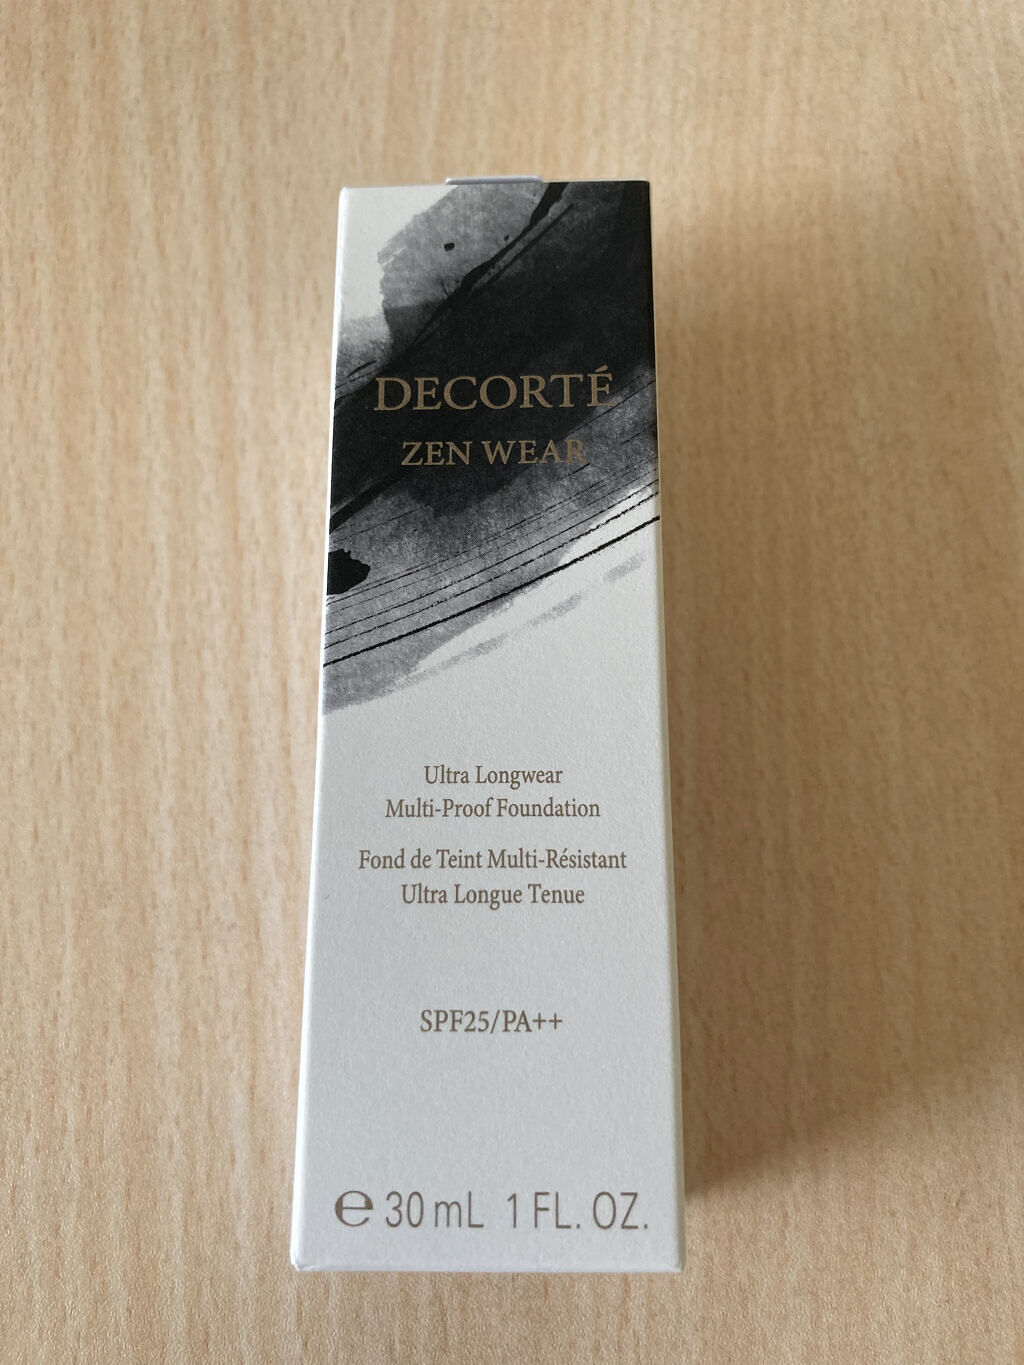 DECORTÉ
ZEN WEAR
Ultra Longwear
Multi-Proof Foundation
Fond de Teint Multi-Résistant
Ultra Longue Tenue
SPF25/PA++
℮ 30 mL 1 FL. OZ.